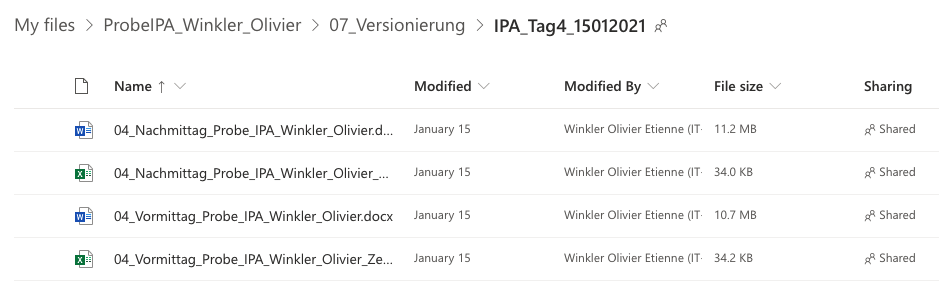 My files > ProbeIPA_Winkler_Olivier > 07_Versionierung > IPA_Tag4_15012021
Name ↑ Modified Modified By File size Sharing
04_Nachmittag_Probe_IPA_Winkler_Olivier.d... January 15 Winkler Olivier Etienne (IT- 11.2 MB Shared
04_Nachmittag_Probe_IPA_Winkler_Olivier_... January 15 Winkler Olivier Etienne (IT- 34.0 KB Shared
04_Vormittag_Probe_IPA_Winkler_Olivier.docx January 15 Winkler Olivier Etienne (IT- 10.7 MB Shared
04_Vormittag_Probe_IPA_Winkler_Olivier_Ze... January 15 Winkler Olivier Etienne (IT- 34.2 KB Shared